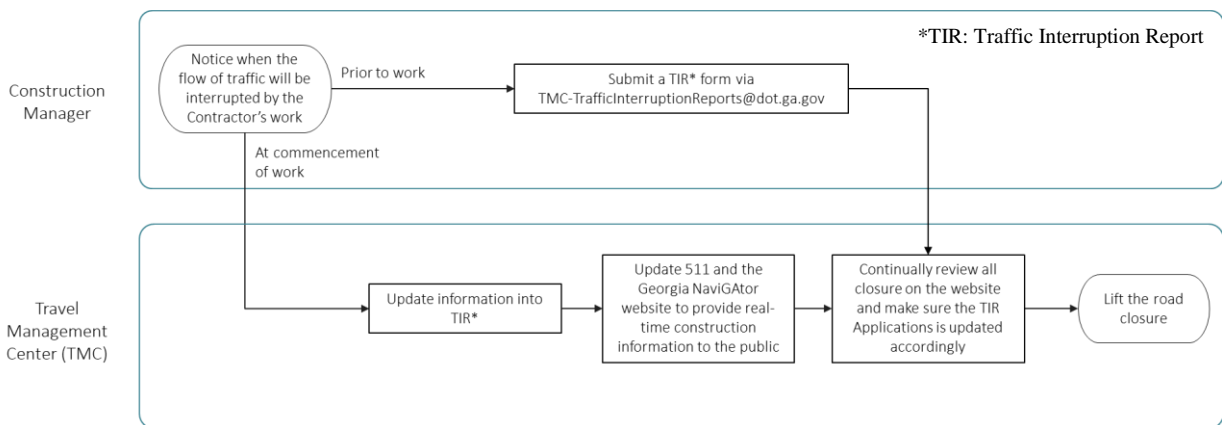 *TIR: Traffic Interruption Report
Construction
Manager
Notice when the
flow of traffic will be
interrupted by the
Contractor's work
Prior to work
Submit a TIR* form via
TMC-TrafficInterruptionReports@dot.ga.gov
At commencement
of work
Travel
Management
Center (TMC)
Update information into
TIR*
Update 511 and the
Georgia NaviGAtor
website to provide real-
time construction
information to the public
Continually review all
closure on the website
and make sure the TIR
Applications is updated
accordingly
Lift the road
closure